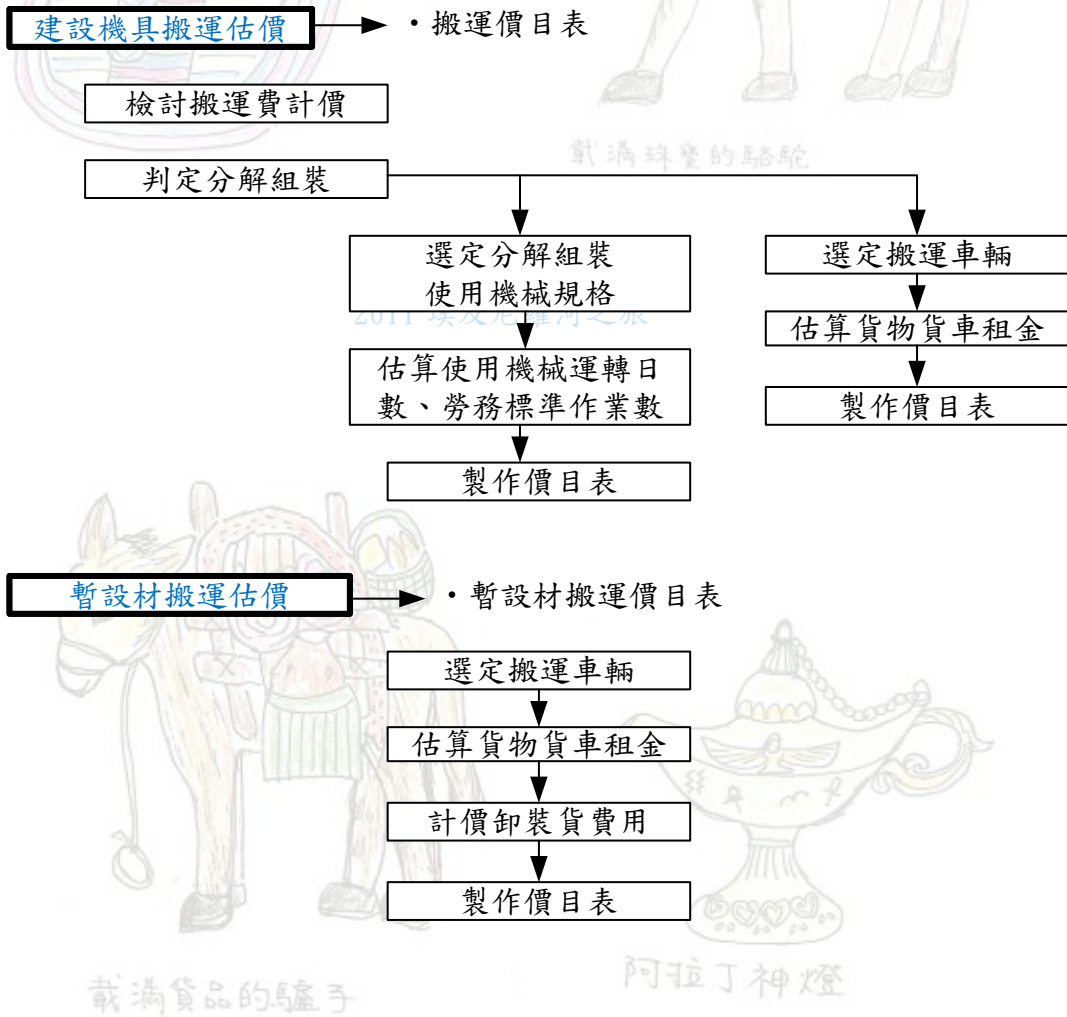 建設機具搬運估價
・搬運價目表
檢討搬運費計價
載滿珠寶的駱駝
判定分解組裝
選定分解組裝
使用機械規格
選定搬運車輛
2011 埃及尼羅河之旅
估算貨物貨車租金
估算使用機械運轉日
數、勞務標準作業數
製作價目表
製作價目表
暫設材搬運估價
・暫設材搬運價目表
選定搬運車輛
估算貨物貨車租金
計價卸裝貨費用
製作價目表
載滿貨品的驢子
阿拉丁神燈